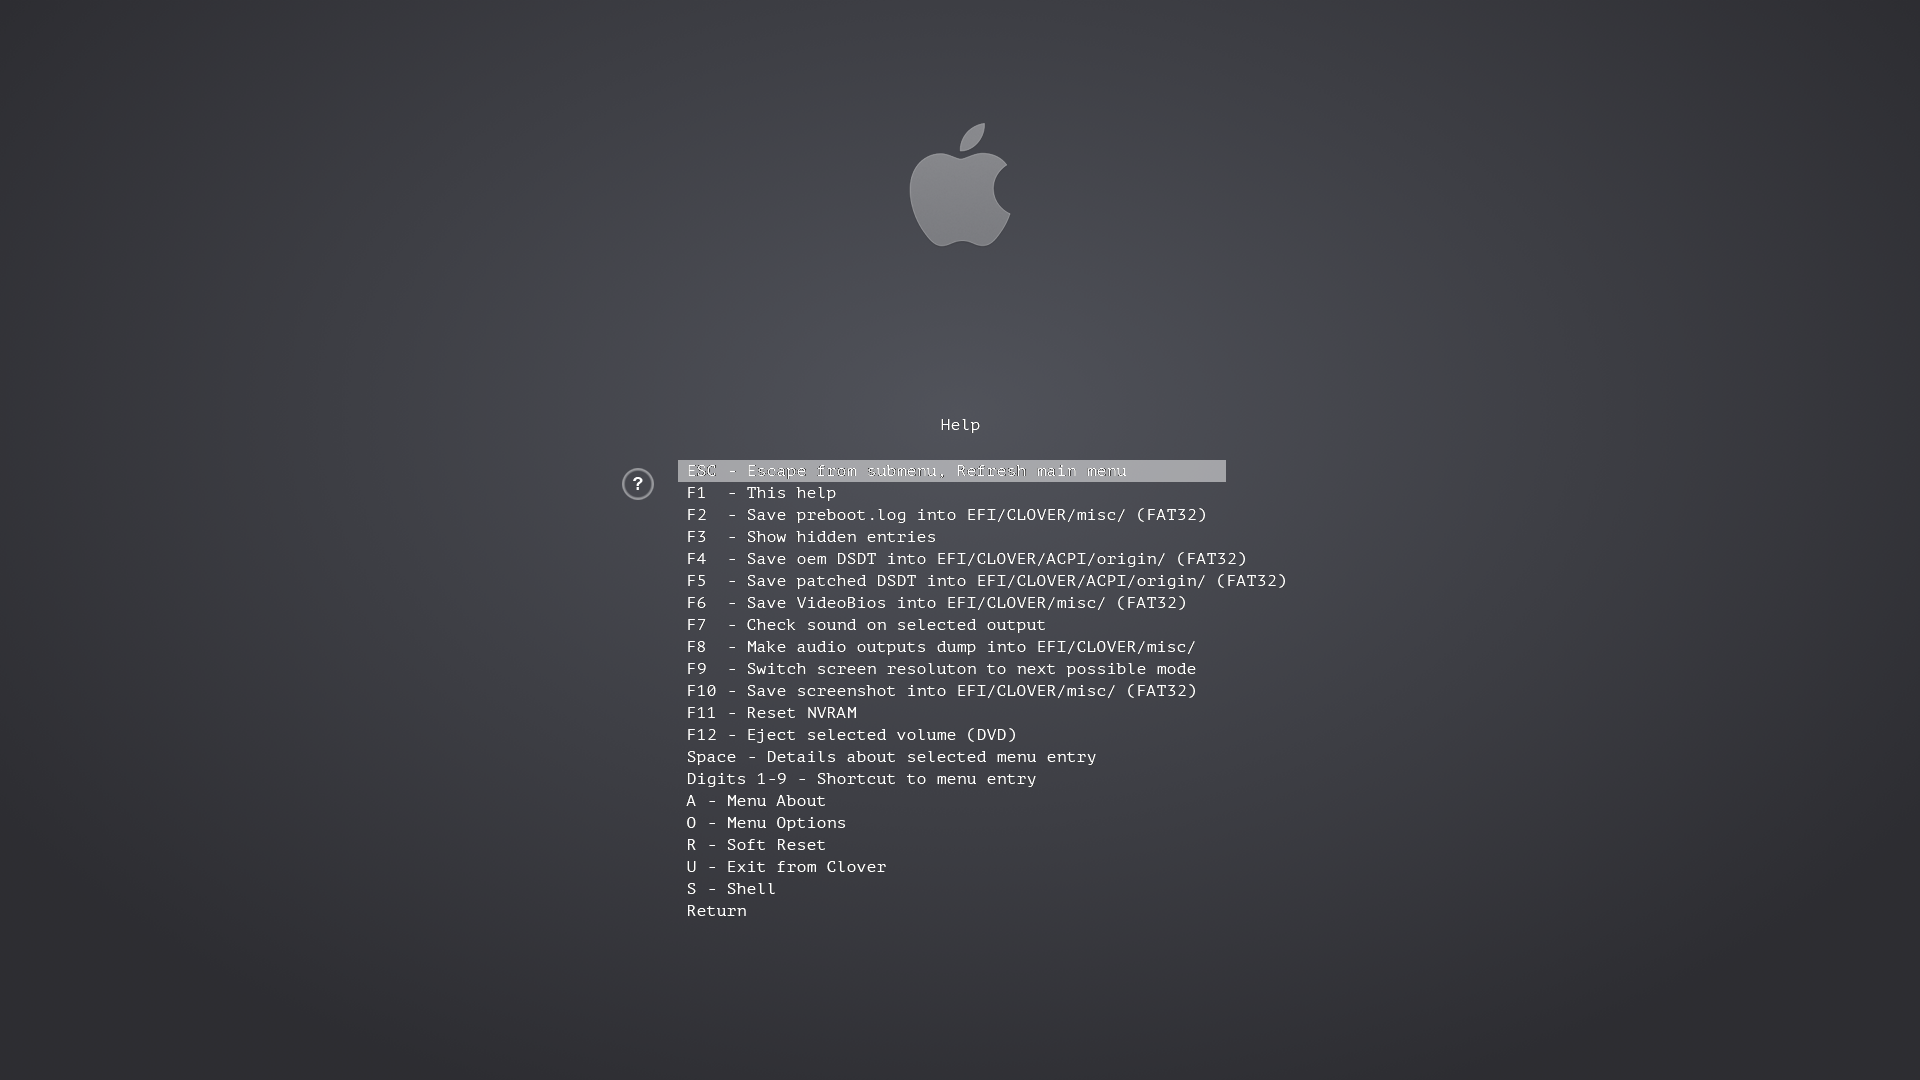 Help
ESC - Escape from submenu, Refresh main menu
?
F1  - This help
F2  - Save preboot.log into EFI/CLOVER/misc/ (FAT32)
F3  - Show hidden entries
F4  - Save oem DSDT into EFI/CLOVER/ACPI/origin/ (FAT32)
F5  - Save patched DSDT into EFI/CLOVER/ACPI/origin/ (FAT32)
F6  - Save VideoBios into EFI/CLOVER/misc/ (FAT32)
F7  - Check sound on selected output
F8  - Make audio outputs dump into EFI/CLOVER/misc/
F9  - Switch screen resoluton to next possible mode
F10 - Save screenshot into EFI/CLOVER/misc/ (FAT32)
F11 - Reset NVRAM
F12 - Eject selected volume (DVD)
Space - Details about selected menu entry
Digits 1-9 - Shortcut to menu entry
A - Menu About
O - Menu Options
R - Soft Reset
U - Exit from Clover
S - Shell
Return